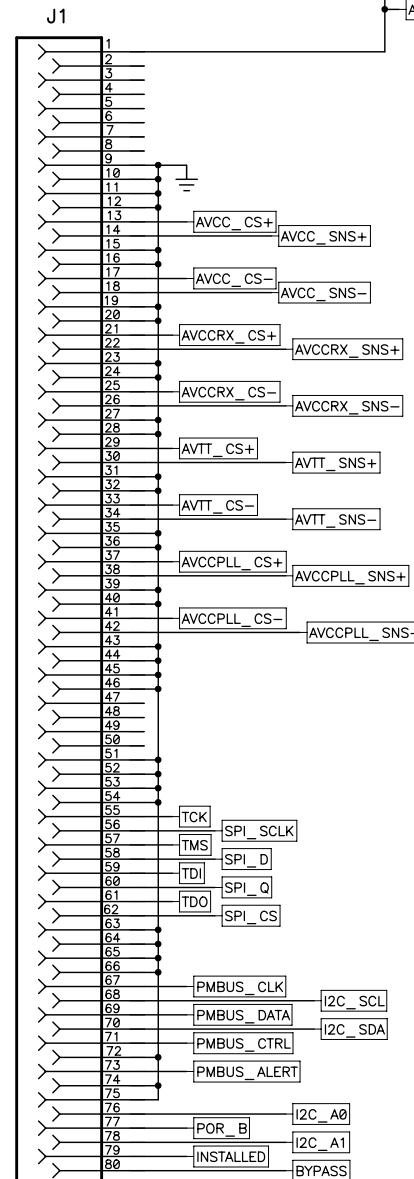 J1
1
2
3
4
5
6
7
8
9
10
11
12
13 AVCC_CS+
14 AVCC_SNS+
15
16
17 AVCC_CS−
18 AVCC_SNS−
19
20
21 AVCCRX_CS+
22 AVCCRX_SNS+
23
24
25 AVCCRX_CS−
26 AVCCRX_SNS−
27
28
29 AVTT_CS+
30 AVTT_SNS+
31
32
33 AVTT_CS−
34 AVTT_SNS−
35
36
37 AVCCPLL_CS+
38 AVCCPLL_SNS+
39
40
41 AVCCPLL_CS−
42 AVCCPLL_SNS−
43
44
45
46
47
48
49
50
51
52
53
54
55 TCK
56 SPI_SCLK
57 TMS
58 SPI_D
59 TDI
60 SPI_Q
61 TDO
62 SPI_CS
63
64
65
66
67 PMBUS_CLK
68 I2C_SCL
69 PMBUS_DATA
70 I2C_SDA
71 PMBUS_CTRL
72
73 PMBUS_ALERT
74
75
76 I2C_A0
77 POR_B
78 I2C_A1
79 INSTALLED
80 BYPASS